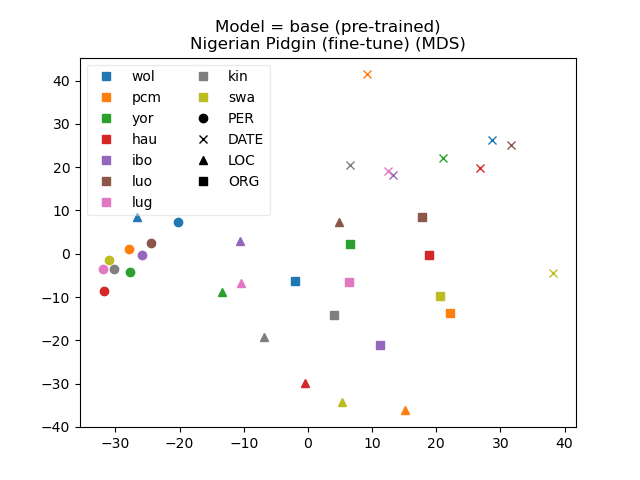 Model = base (pre-trained)
Nigerian Pidgin (fine-tune) (MDS)
wol
pcm
yor
hau
ibo
luo
lug
kin
swa
PER
DATE
LOC
ORG
40
30
20
10
0
−10
−20
−30
−40
−30
−20
−10
0
10
20
30
40